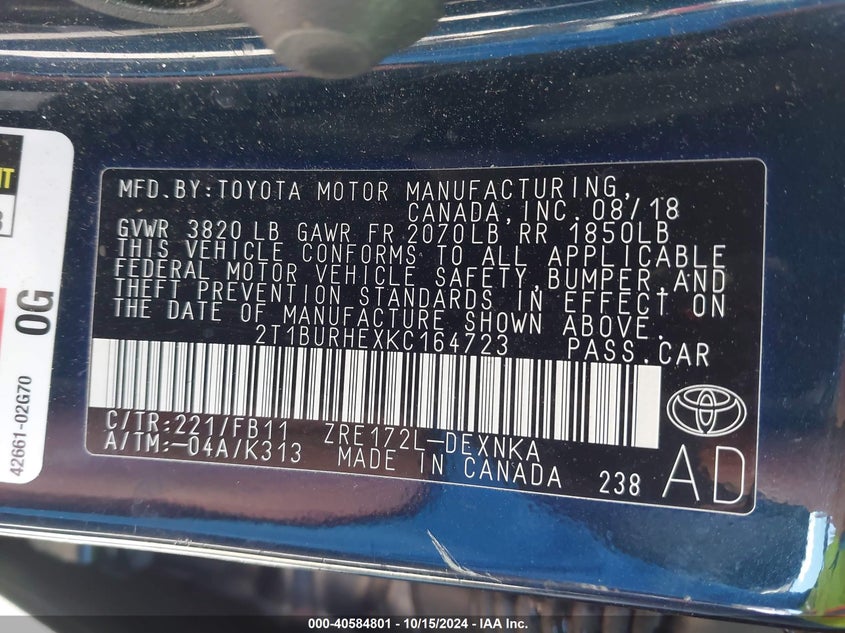 MFD.BY:TOYOTA MOTOR MANUFACTURING,
CANADA,INC. 08/18
GVWR 3820 LB GAWR FR 2070LB RR 1850LB
THIS VEHICLE CONFORMS TO ALL APPLICABLE
FEDERAL MOTOR VEHICLE SAFETY,BUMPER,AND
THEFT PREVENTION STANDARDS IN EFFECT ON
THE DATE OF MANUFACTURE SHOWN ABOVE.
2T1BURHEXKC164723 PASS.CAR
C/TR:221/FB11 ZRE172L-DEXNKA
A/TM:-04A/K313 MADE IN CANADA 238
AD
0G
42661-02G70
000-40584801 - 10/15/2024 - IAA Inc.